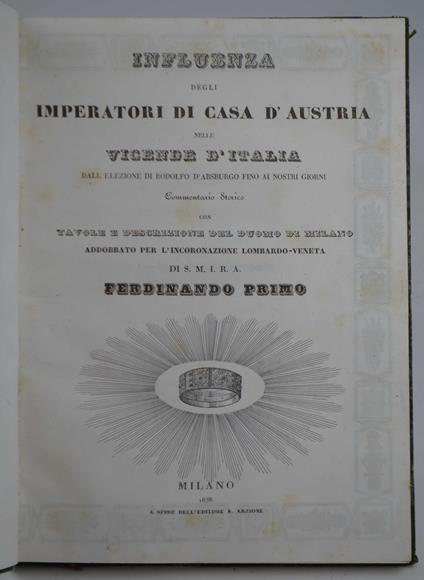 INFLUENZA
DEGLI
IMPERATORI DI CASA D'AUSTRIA
NELLE
VICENDE D'ITALIA
DALL'ELEZIONE DI RODOLFO D'ABSBURGO FINO AI NOSTRI GIORNI
Commentario Storico
CON
TAVOLE E DESCRIZIONE DEL DUOMO DI MILANO
ADDOBBATO PER L'INCORONAZIONE LOMBARDO-VENETA
DI S. M. I. R. A.
FERDINANDO PRIMO
MILANO
1838
A SPESE DELL'EDITORE A. ARZIONE